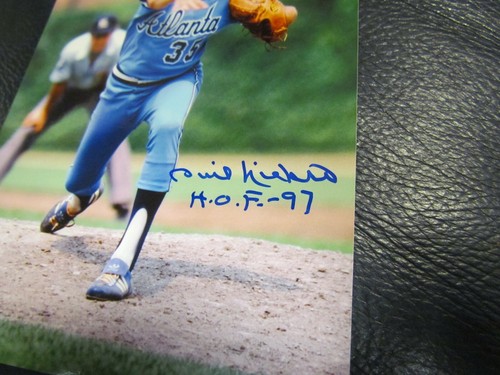 Atlanta
35
Phil Niekro
H.O.F.-97